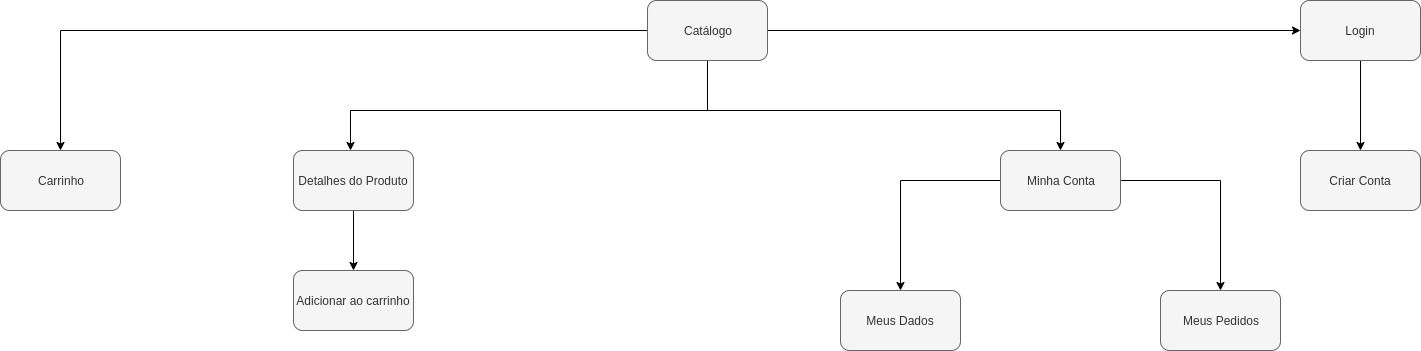 Catálogo
Login
Carrinho
Detalhes do Produto
Minha Conta
Criar Conta
Adicionar ao carrinho
Meus Dados
Meus Pedidos